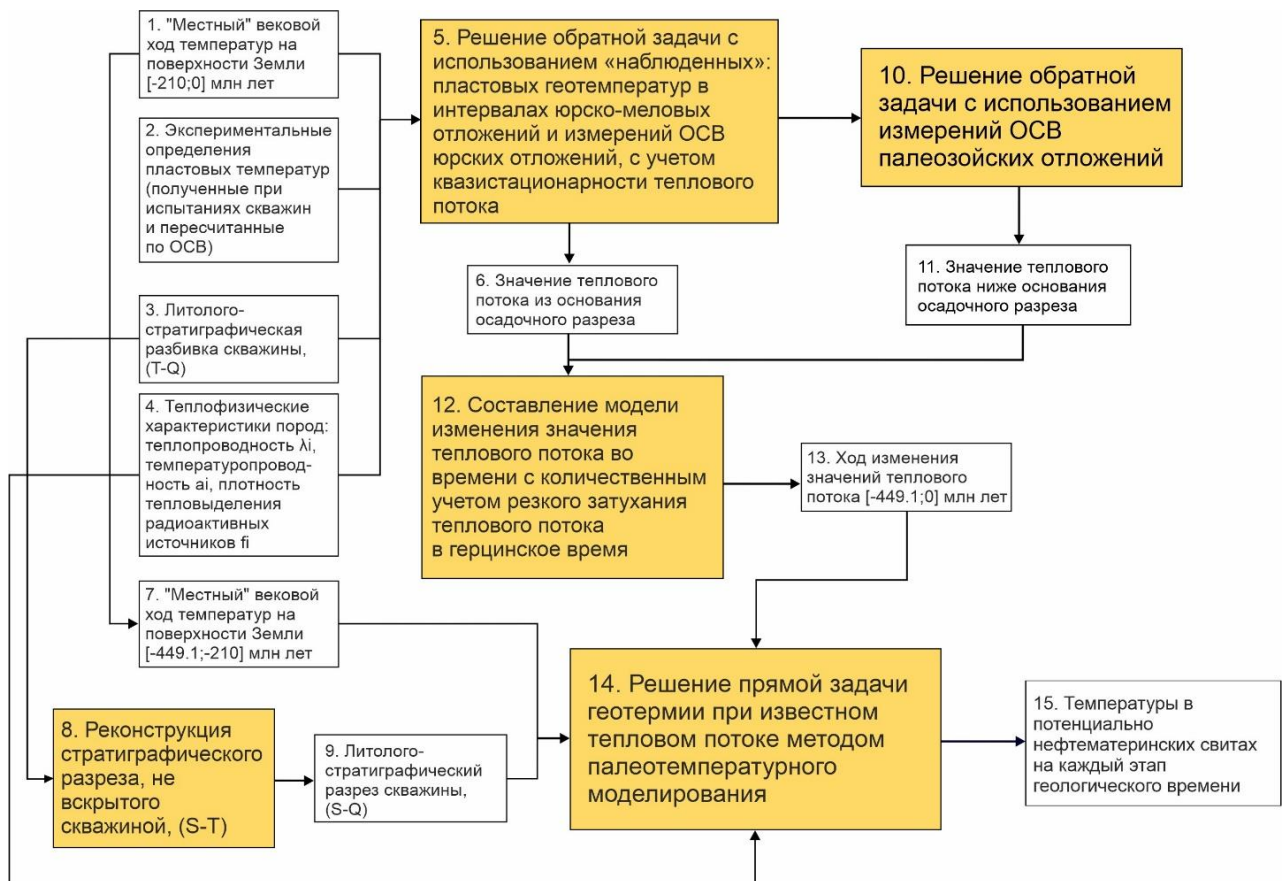 1. "Местный" вековой
ход температур на
поверхности Земли
[-210;0] млн лет
2. Экспериментальные
определения
пластовых температур
(полученные при
испытаниях скважин
и пересчитанные
по ОСВ)
3. Литолого-
стратиграфическая
разбивка скважины,
(T-Q)
4. Теплофизические
характеристики пород:
теплопроводность λi,
температуропровод-
ность ai, плотность
тепловыделения
радиоактивных
источников fi
5. Решение обратной задачи с
использованием «наблюденных»:
пластовых геотемператур в
интервалах юрско-меловых
отложений и измерений ОСВ
юрских отложений, с учетом
квазистационарности теплового
потока
6. Значение теплового
потока из основания
осадочного разреза
7. "Местный" вековой
ход температур на
поверхности Земли
[-449.1;-210] млн лет
8. Реконструкция
стратиграфического
разреза, не
вскрытого
скважиной, (S-T)
9. Литолого-
стратиграфический
разрез скважины,
(S-Q)
10. Решение обратной
задачи с использованием
измерений ОСВ
палеозойских отложений
11. Значение теплового
потока ниже основания
осадочного разреза
12. Составление модели
изменения значения
теплового потока во
времени с количественным
учетом резкого затухания
теплового потока
в герцинское время
13. Ход изменения
значений теплового
потока [-449.1;0] млн лет
14. Решение прямой задачи
геотермии при известном
тепловом потоке методом
палеотемпературного
моделирования
15. Температуры в
потенциально
нефтематеринских свитах
на каждый этап
геологического времени